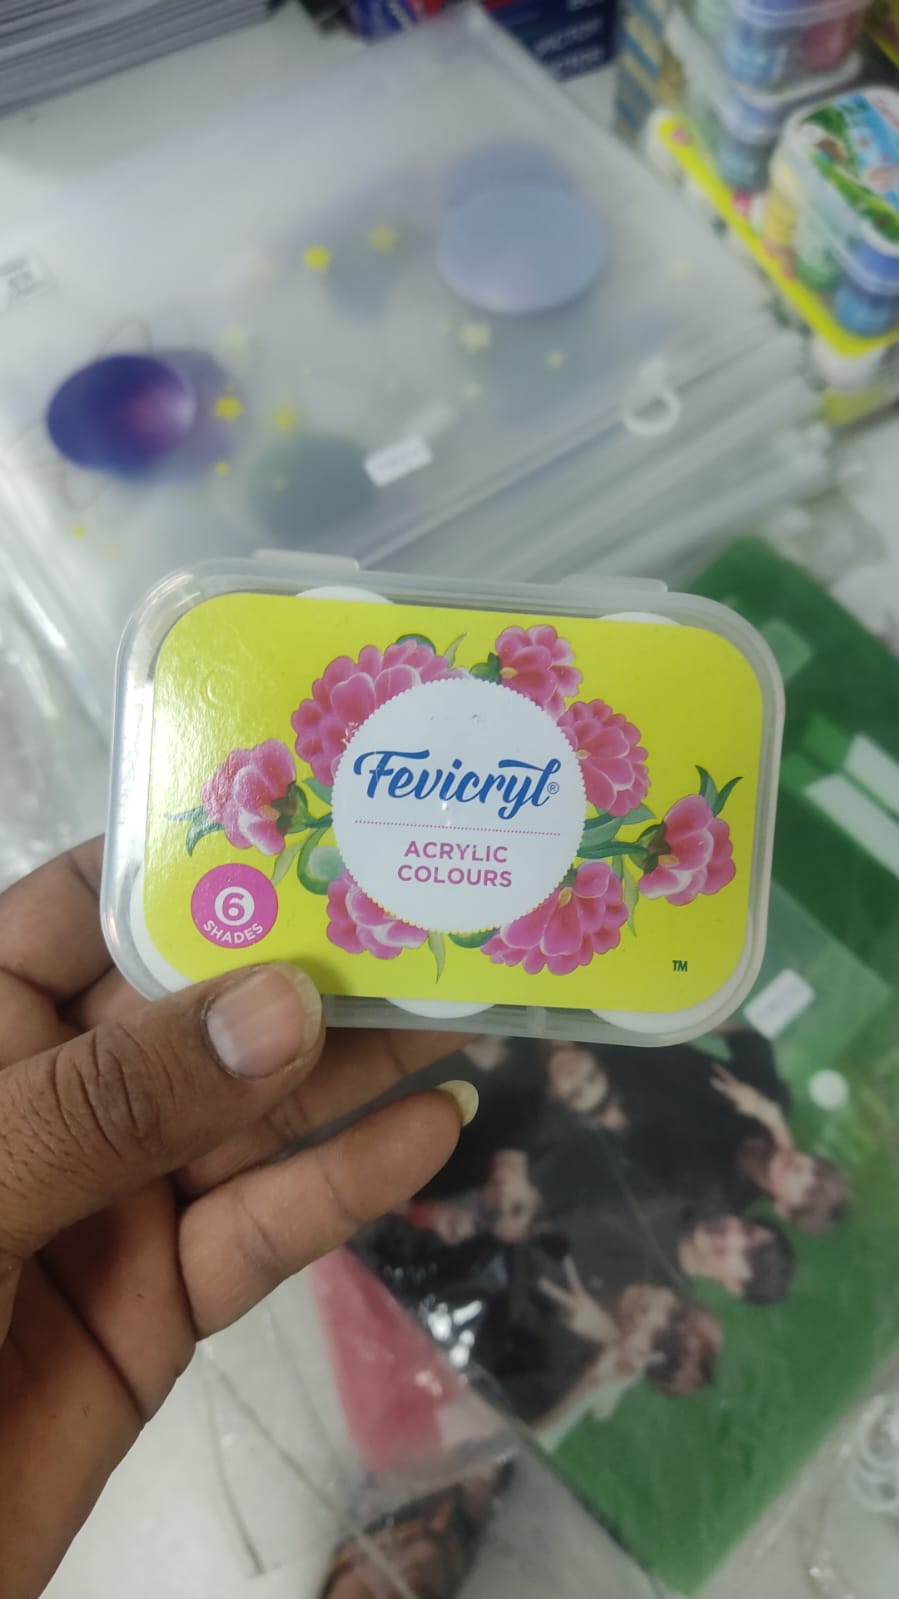 Fevicryl®
ACRYLIC
COLOURS
6
SHADES
TM